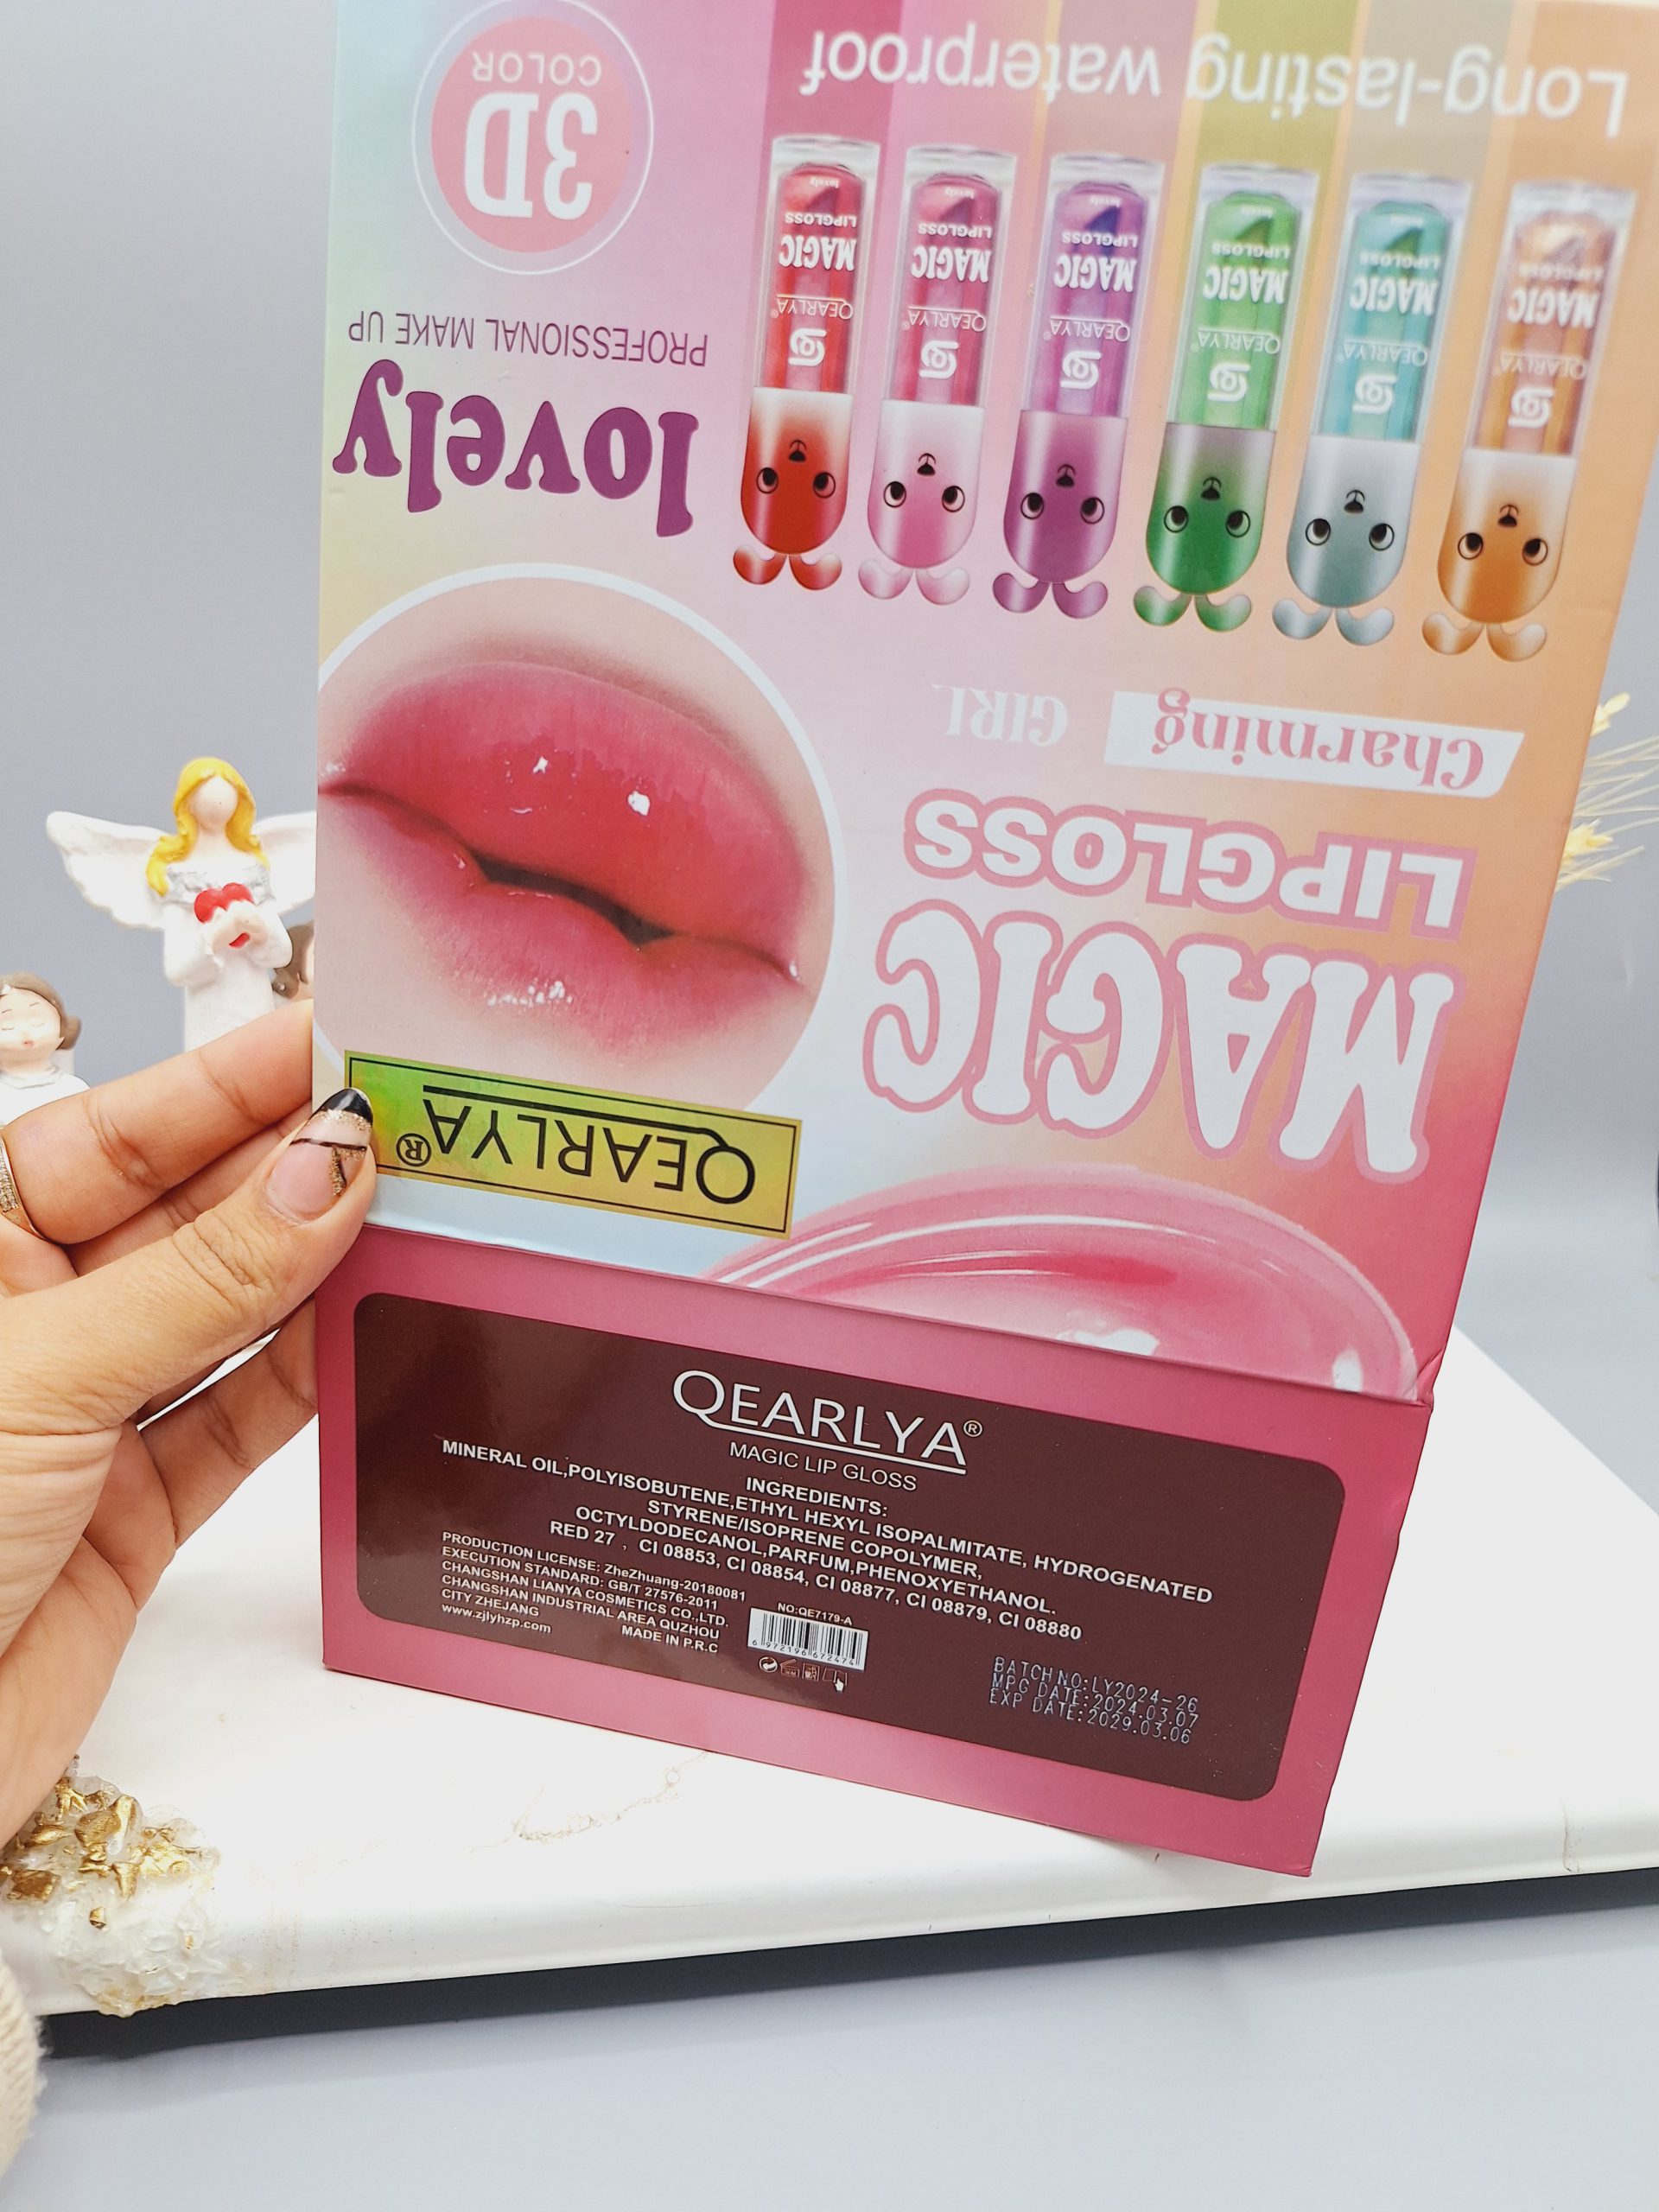 Long-lasting waterproof
3D
COLOR
PROFESSIONAL MAKE UP
lovely
QEARLYA
MAGIC
LIPGLOSS
QEARLYA
MAGIC
LIPGLOSS
QEARLYA
MAGIC
LIPGLOSS
QEARLYA
MAGIC
LIPGLOSS
QEARLYA
MAGIC
LIPGLOSS
QEARLYA
MAGIC
LIPGLOSS
Charming GIRL
MAGIC
LIPGLOSS
QEARLYA®
QEARLYA®
MAGIC LIP GLOSS
INGREDIENTS:
MINERAL OIL,POLYISOBUTENE,ETHYL HEXYL ISOPALMITATE, HYDROGENATED
STYRENE/ISOPRENE COPOLYMER,
OCTYLDODECANOL,PARFUM,PHENOXYETHANOL.
RED 27 , CI 08853, CI 08854, CI 08877, CI 08879, CI 08880
PRODUCTION LICENSE: ZheZhuang-20180081
EXECUTION STANDARD: GB/T 27576-2011
CHANGSHAN LIANYA COSMETICS CO.,LTD.
CHANGSHAN INDUSTRIAL AREA QUZHOU
CITY ZHEJANG
www.zjlyhzp.com MADE IN P.R.C
NO:QE7179-A
6 972196 672474
BATCH NO:LY2024-26
MPG DATE:2024.03.07
EXP DATE:2029.03.06